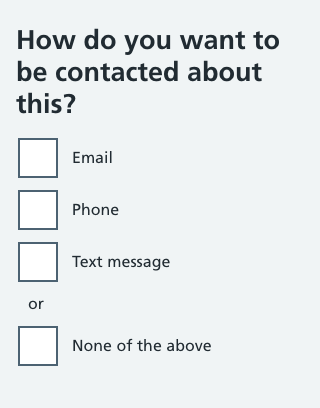 How do you want to
be contacted about
this?
Email
Phone
Text message
or
None of the above